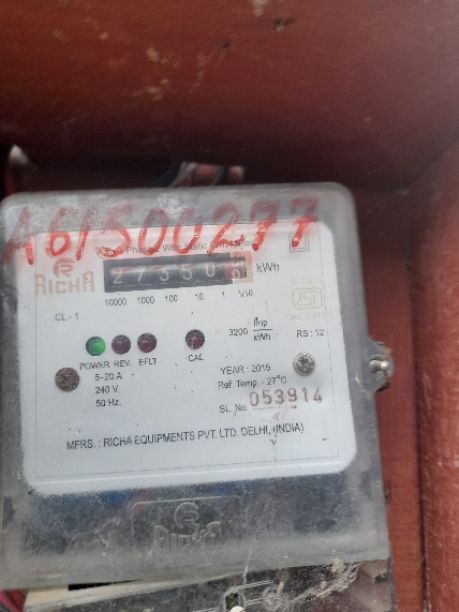 A61500277
RICHA
27350
kWh
10000 1000 100 10 1 1/10
CL - 1
3200 Imp/kWh
RS : 12
POWER REV. EFLT CAL
5-20 A
240 V.
50 Hz.
YEAR : 2015
Ref. Temp. - 27°C
SL. No. 053914
MFRS. : RICHA EQUIPMENTS PVT. LTD. DELHI, (INDIA)
RICHA